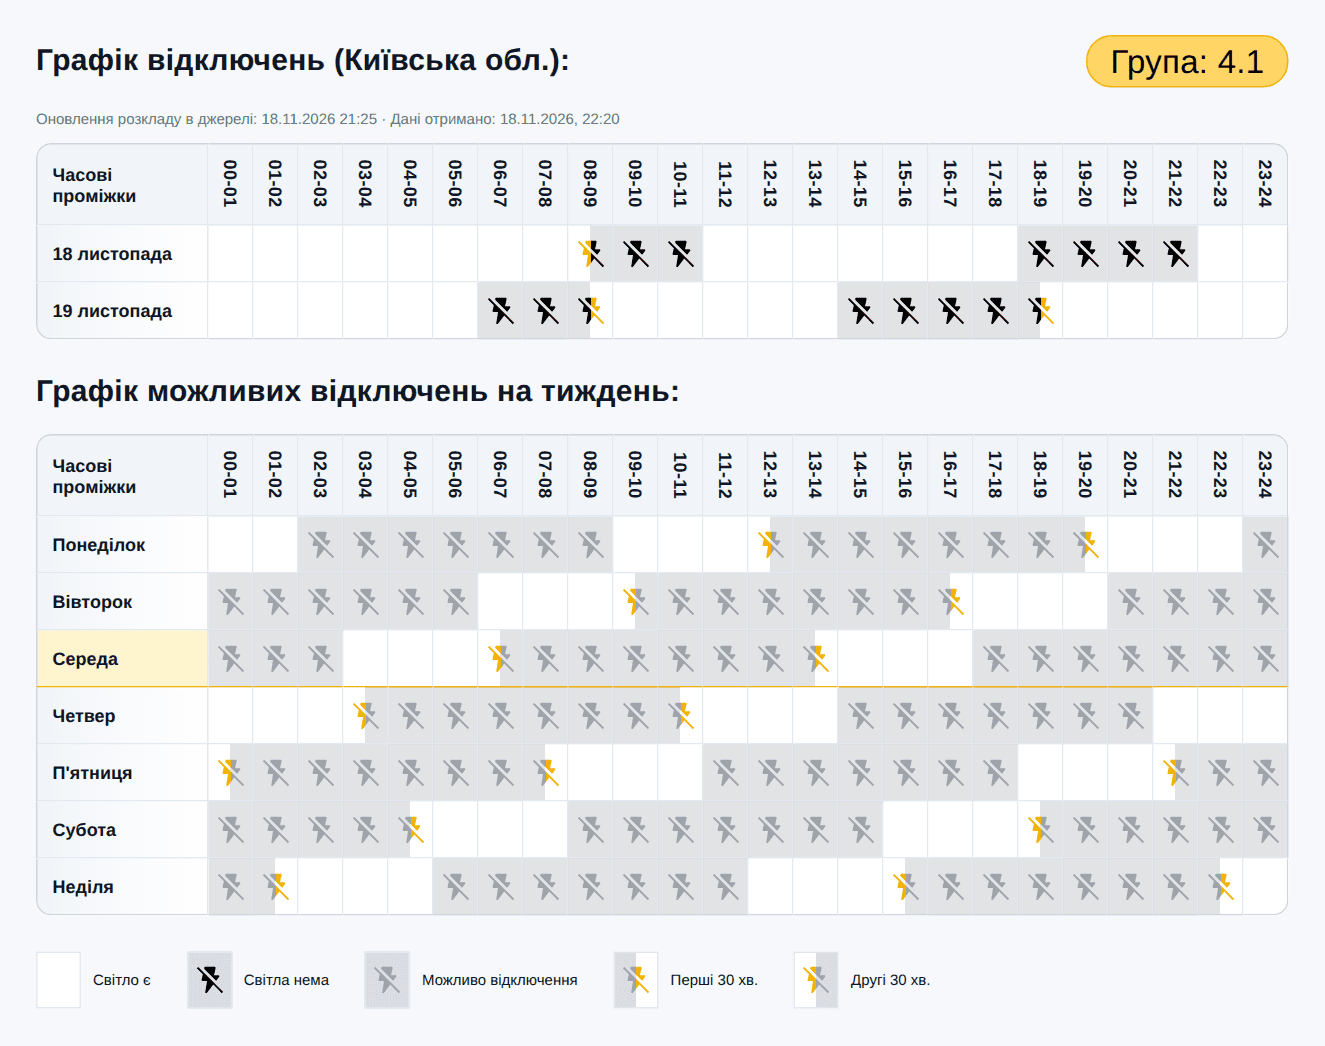 Графік відключень (Київська обл.):
Група: 4.1
Оновлення розкладу в джерелі: 18.11.2026 21:25 · Дані отримано: 18.11.2026, 22:20
Часові проміжки 00-01 01-02 02-03 03-04 04-05 05-06 06-07 07-08 08-09 09-10 10-11 11-12 12-13 13-14 14-15 15-16 16-17 17-18 18-19 19-20 20-21 21-22 22-23 23-24
18 листопада
19 листопада
Графік можливих відключень на тиждень:
Часові проміжки 00-01 01-02 02-03 03-04 04-05 05-06 06-07 07-08 08-09 09-10 10-11 11-12 12-13 13-14 14-15 15-16 16-17 17-18 18-19 19-20 20-21 21-22 22-23 23-24
Понеділок
Вівторок
Середа
Четвер
П'ятниця
Субота
Неділя
Світло є Світла нема Можливо відключення Перші 30 хв. Другі 30 хв.